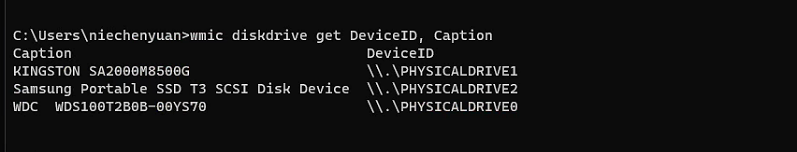 C:\Users\niechenyuan>wmic diskdrive get DeviceID, Caption
Caption                                  DeviceID
KINGSTON SA2000M8500G                    \\.\PHYSICALDRIVE1
Samsung Portable SSD T3 SCSI Disk Device  \\.\PHYSICALDRIVE2
WDC  WDS100T2B0B-00YS70                  \\.\PHYSICALDRIVE0